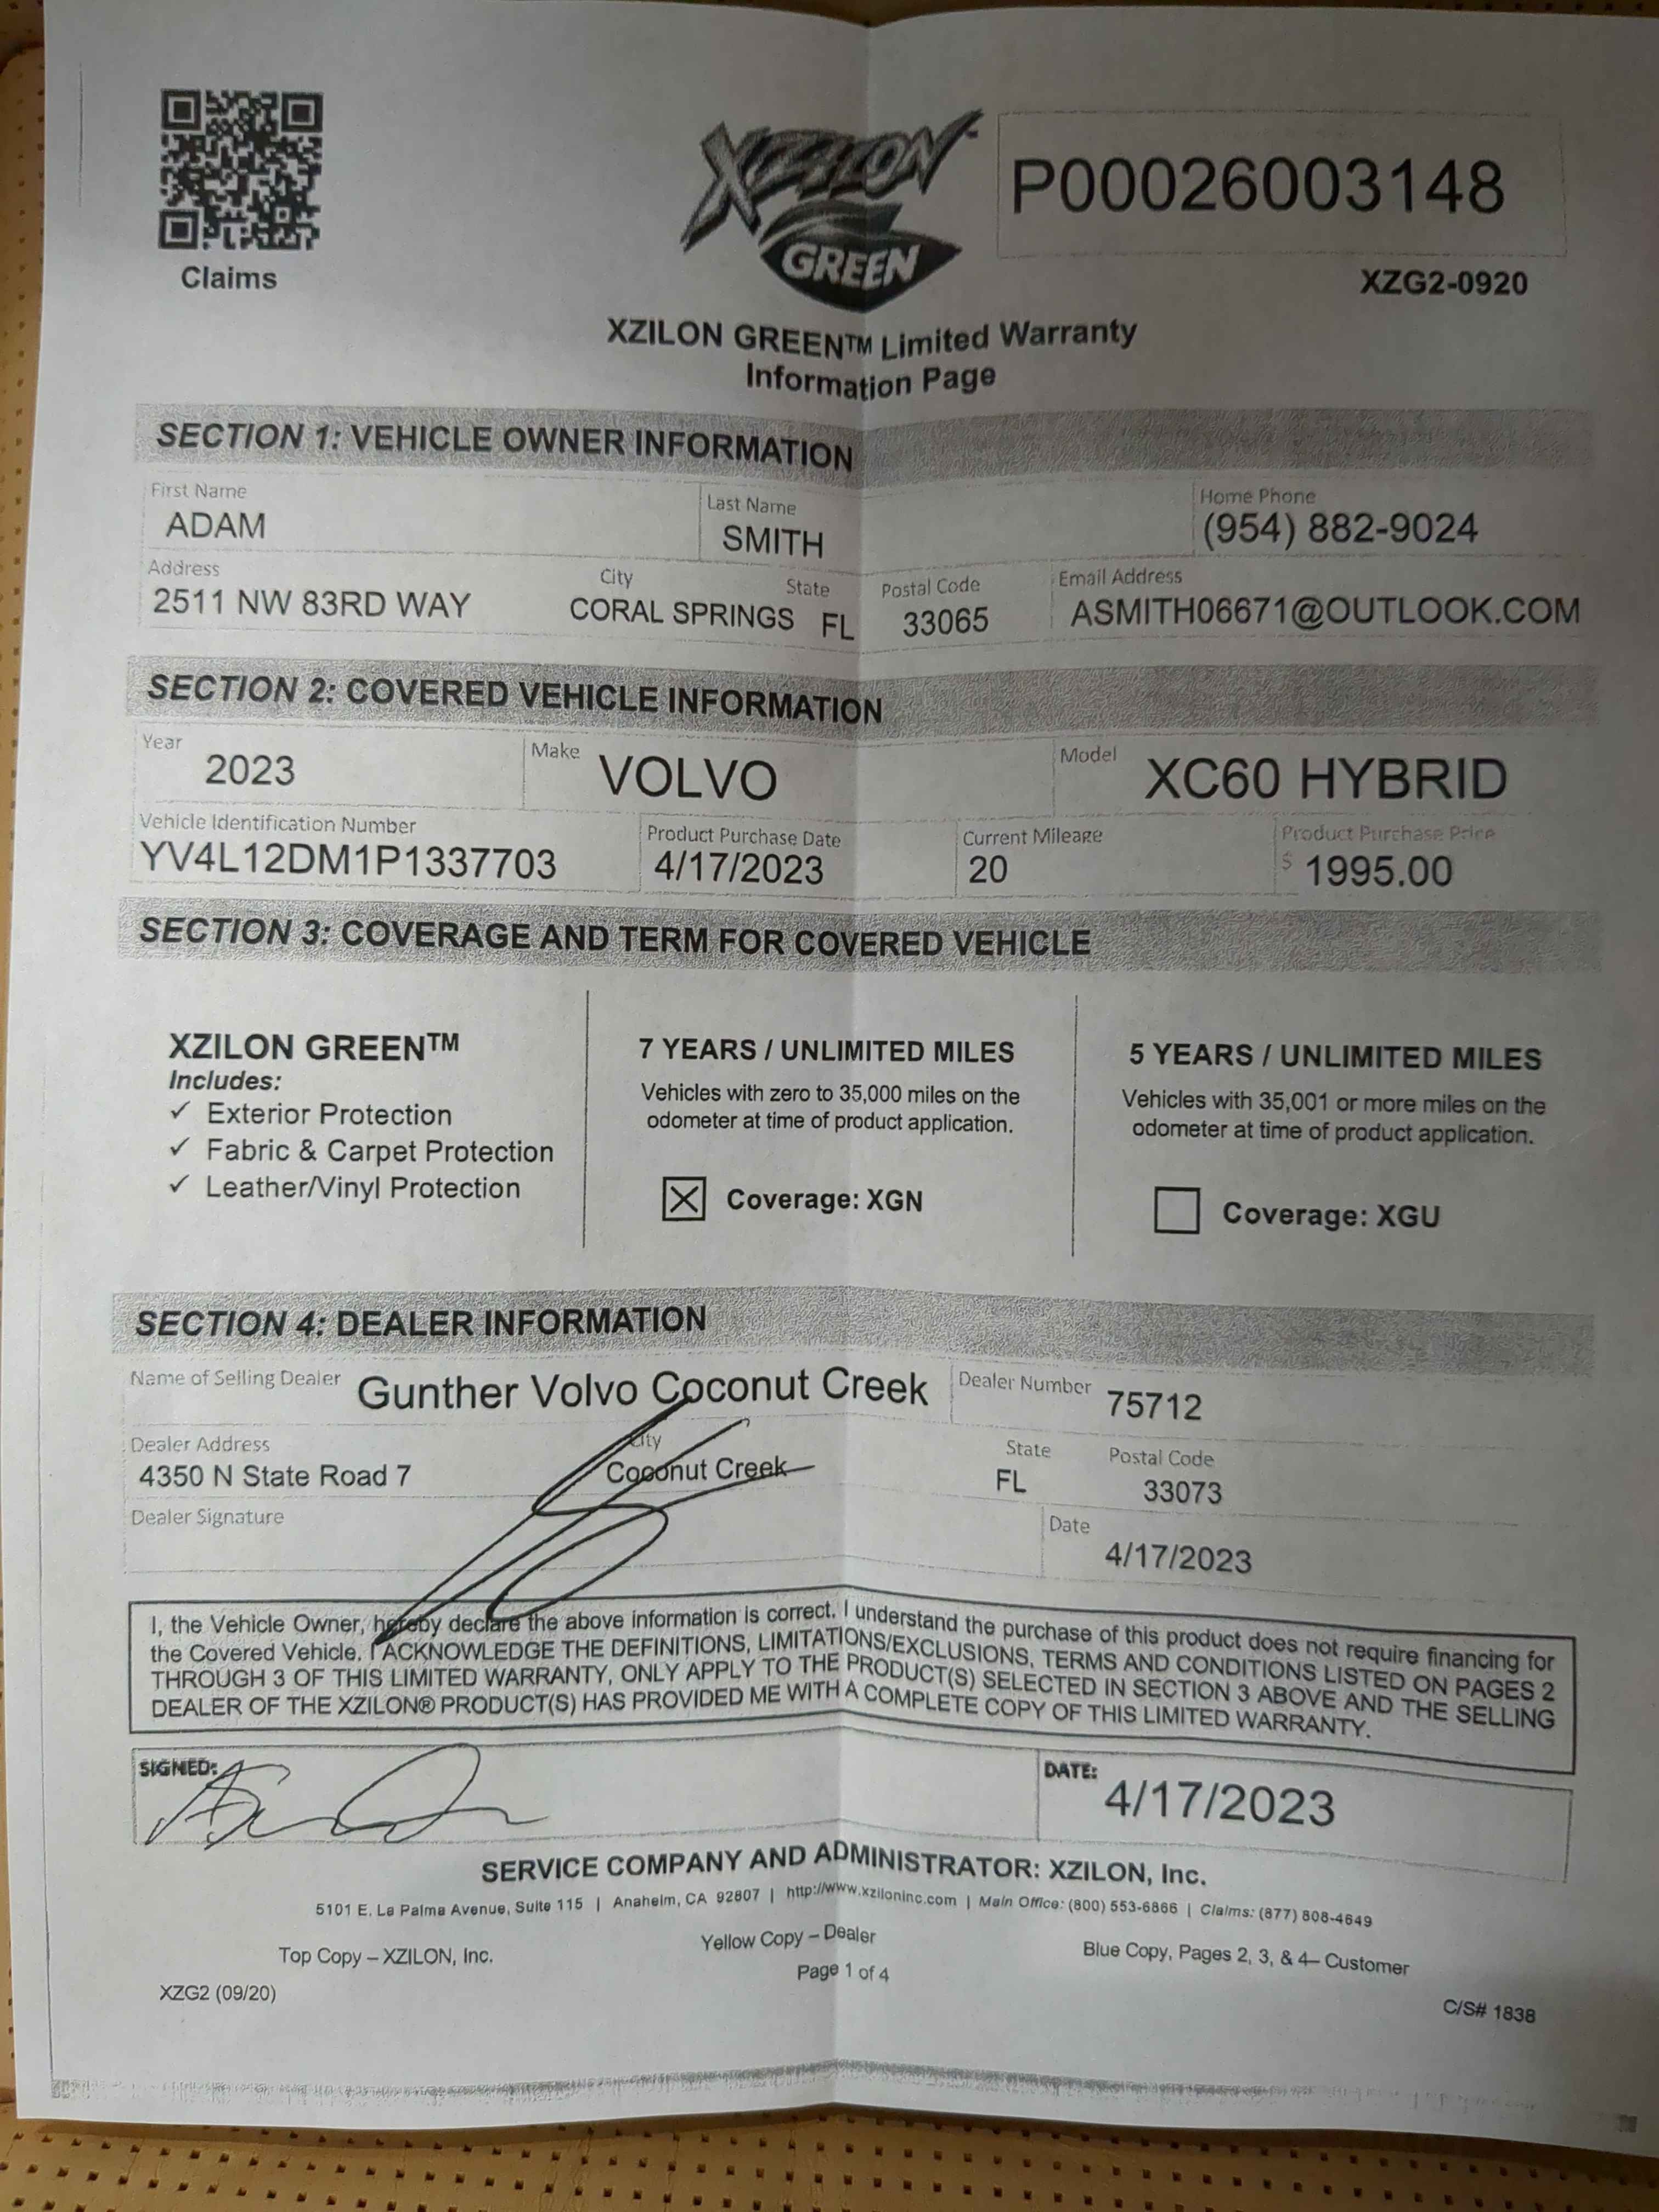 XZILON™
GREEN
P00026003148
Claims
XZG2-0920
XZILON GREEN™ Limited Warranty
Information Page
SECTION 1: VEHICLE OWNER INFORMATION
First Name
Last Name
Home Phone
ADAM
SMITH
(954) 882-9024
Address
City
State
Postal Code
Email Address
2511 NW 83RD WAY
CORAL SPRINGS
FL
33065
ASMITH06671@OUTLOOK.COM
SECTION 2: COVERED VEHICLE INFORMATION
Year
2023
Make
VOLVO
Model
XC60 HYBRID
Vehicle Identification Number
Product Purchase Date
Current Mileage
Product Purchase Price
YV4L12DM1P1337703
4/17/2023
20
$ 1995.00
SECTION 3: COVERAGE AND TERM FOR COVERED VEHICLE
XZILON GREEN™
Includes:
✓ Exterior Protection
✓ Fabric & Carpet Protection
✓ Leather/Vinyl Protection
7 YEARS / UNLIMITED MILES
Vehicles with zero to 35,000 miles on the
odometer at time of product application.
☒ Coverage: XGN
5 YEARS / UNLIMITED MILES
Vehicles with 35,001 or more miles on the
odometer at time of product application.
☐ Coverage: XGU
SECTION 4: DEALER INFORMATION
Name of Selling Dealer Gunther Volvo Coconut Creek
Dealer Number 75712
Dealer Address
City
State
Postal Code
4350 N State Road 7
Coconut Creek
FL
33073
Dealer Signature
Date
4/17/2023
I, the Vehicle Owner, hereby declare the above information is correct. I understand the purchase of this product does not require financing for
the Covered Vehicle. I ACKNOWLEDGE THE DEFINITIONS, LIMITATIONS/EXCLUSIONS, TERMS AND CONDITIONS LISTED ON PAGES 2
THROUGH 3 OF THIS LIMITED WARRANTY, ONLY APPLY TO THE PRODUCT(S) SELECTED IN SECTION 3 ABOVE AND THE SELLING
DEALER OF THE XZILON® PRODUCT(S) HAS PROVIDED ME WITH A COMPLETE COPY OF THIS LIMITED WARRANTY.
SIGNED:
DATE:
4/17/2023
SERVICE COMPANY AND ADMINISTRATOR: XZILON, Inc.
5101 E. La Palma Avenue, Suite 115 | Anaheim, CA 92807 | http://www.xziloninc.com | Main Office: (800) 553-6866 | Claims: (877) 808-4649
Top Copy – XZILON, Inc.
Yellow Copy – Dealer
Blue Copy, Pages 2, 3, & 4– Customer
Page 1 of 4
XZG2 (09/20)
C/S# 1838